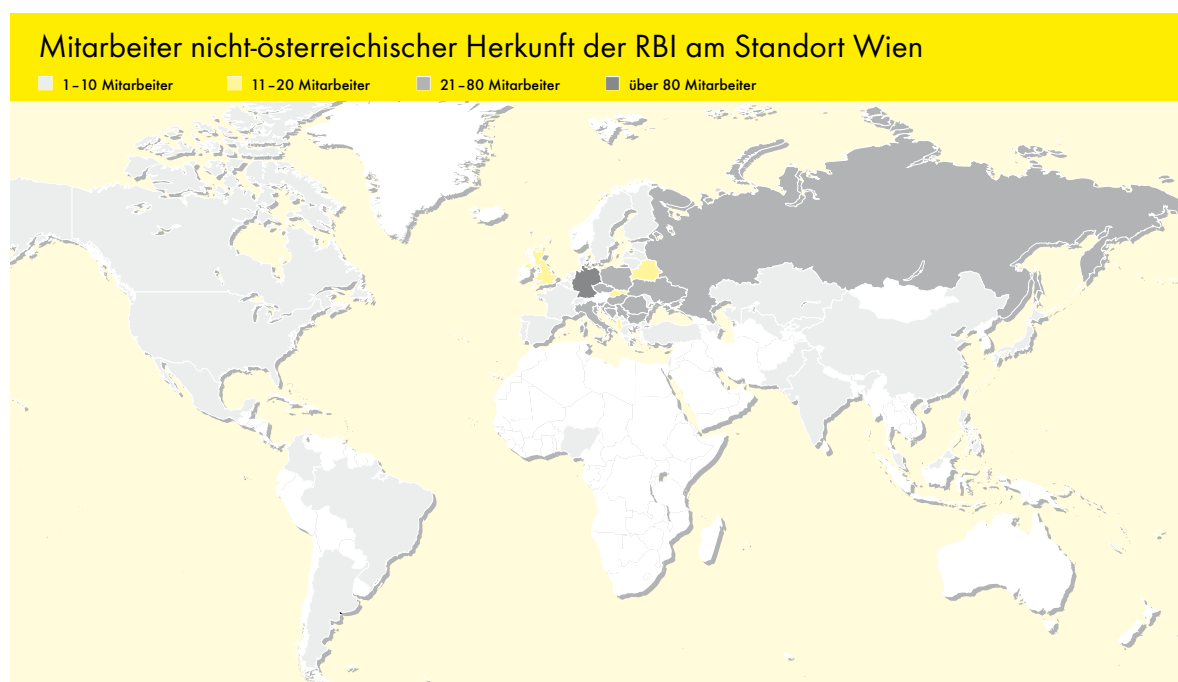 Mitarbeiter nicht-österreichischer Herkunft der RBI am Standort Wien
1–10 Mitarbeiter 11–20 Mitarbeiter 21–80 Mitarbeiter über 80 Mitarbeiter